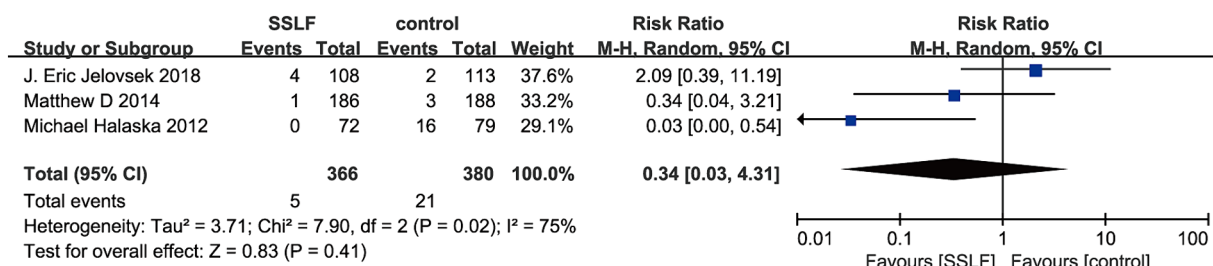 SSLF control Risk Ratio Risk Ratio
Study or Subgroup Events Total Events Total Weight M-H, Random, 95% CI M-H, Random, 95% CI
J. Eric Jelovsek 2018 4 108 2 113 37.6% 2.09 [0.39, 11.19]
Matthew D 2014 1 186 3 188 33.2% 0.34 [0.04, 3.21]
Michael Halaska 2012 0 72 16 79 29.1% 0.03 [0.00, 0.54]
Total (95% CI) 366 380 100.0% 0.34 [0.03, 4.31]
Total events 5 21
Heterogeneity: Tau² = 3.71; Chi² = 7.90, df = 2 (P = 0.02); I² = 75%
Test for overall effect: Z = 0.83 (P = 0.41)
0.01 0.1 1 10 100
Favours [SSLF] Favours [control]